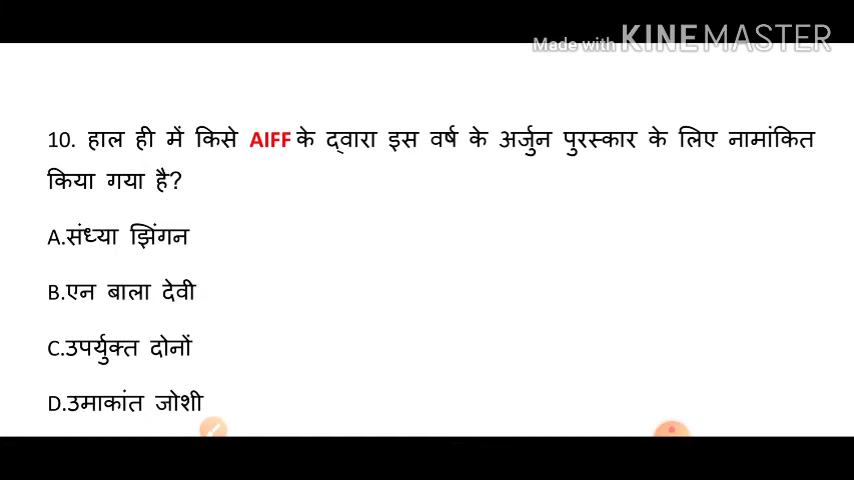 Made with KINEMASTER
10. हाल ही में किसे AIFF के द्वारा इस वर्ष के अर्जुन पुरस्कार के लिए नामांकित
किया गया है?
A.संध्या झिंगन
B.एन बाला देवी
C.उपर्युक्त दोनों
D.उमाकांत जोशी